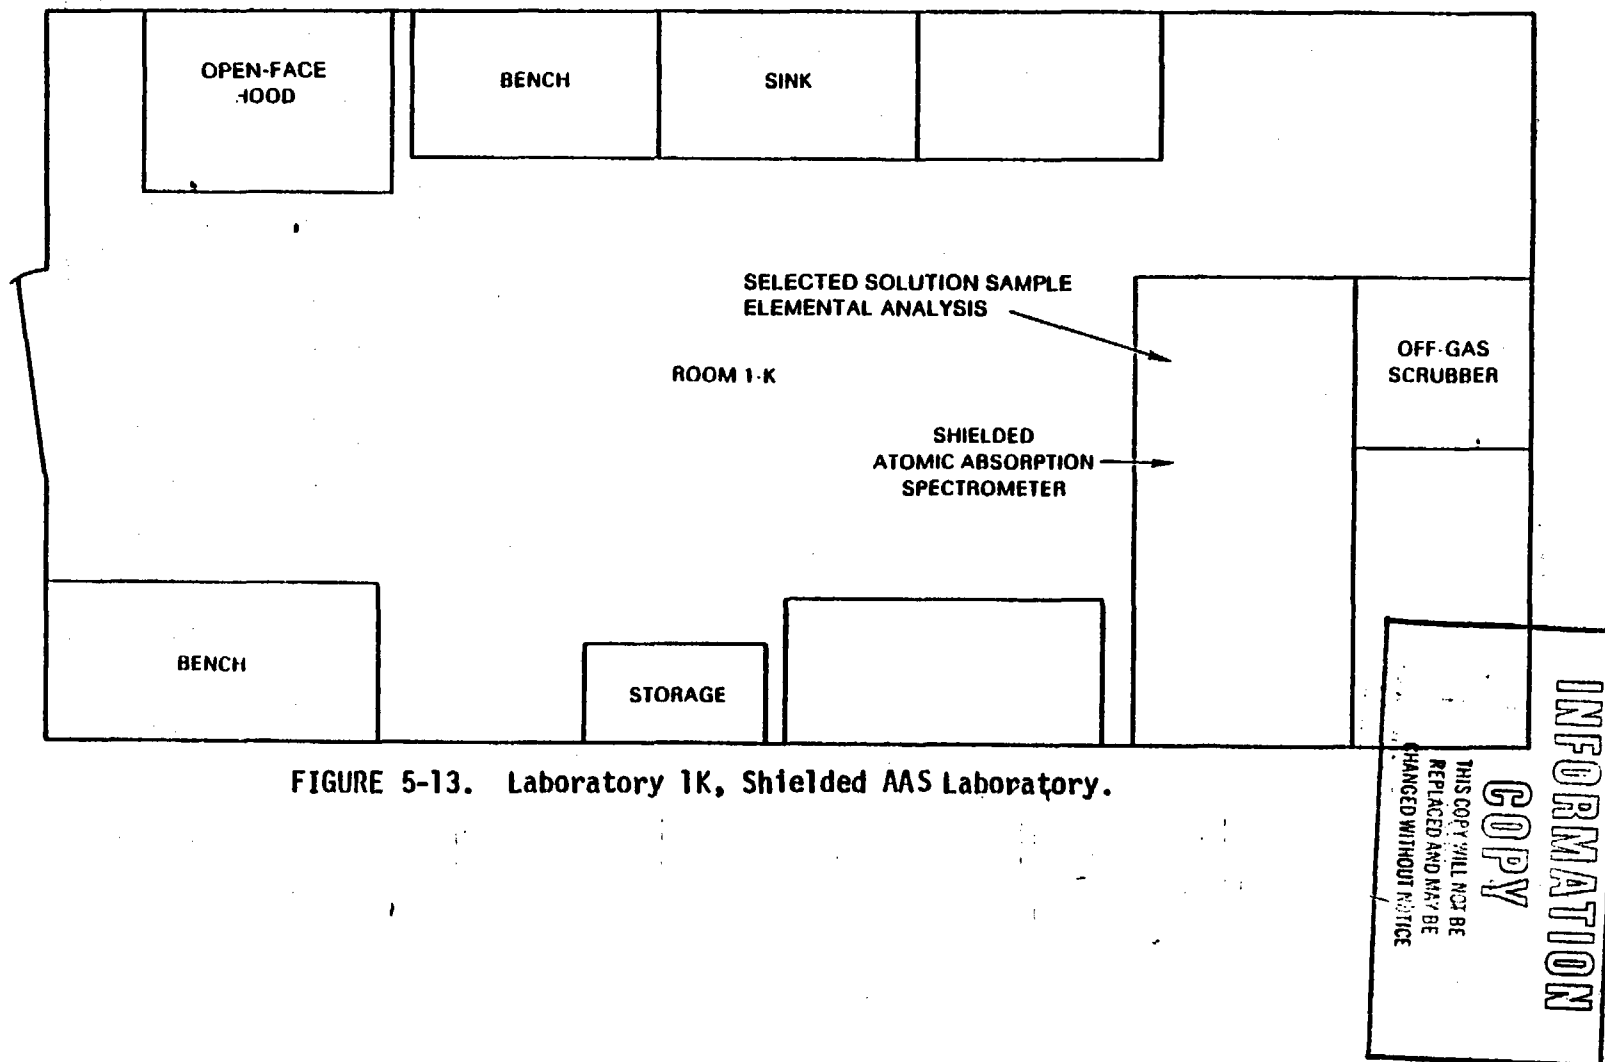 OPEN-FACE
HOOD
BENCH
SINK
SELECTED SOLUTION SAMPLE
ELEMENTAL ANALYSIS
ROOM 1-K
OFF-GAS
SCRUBBER
SHIELDED
ATOMIC ABSORPTION
SPECTROMETER
BENCH
STORAGE
FIGURE 5-13. Laboratory 1K, Shielded AAS Laboratory.
INFORMATION
COPY
THIS COPY WILL NOT BE
REPLACED AND MAY BE
CHANGED WITHOUT NOTICE